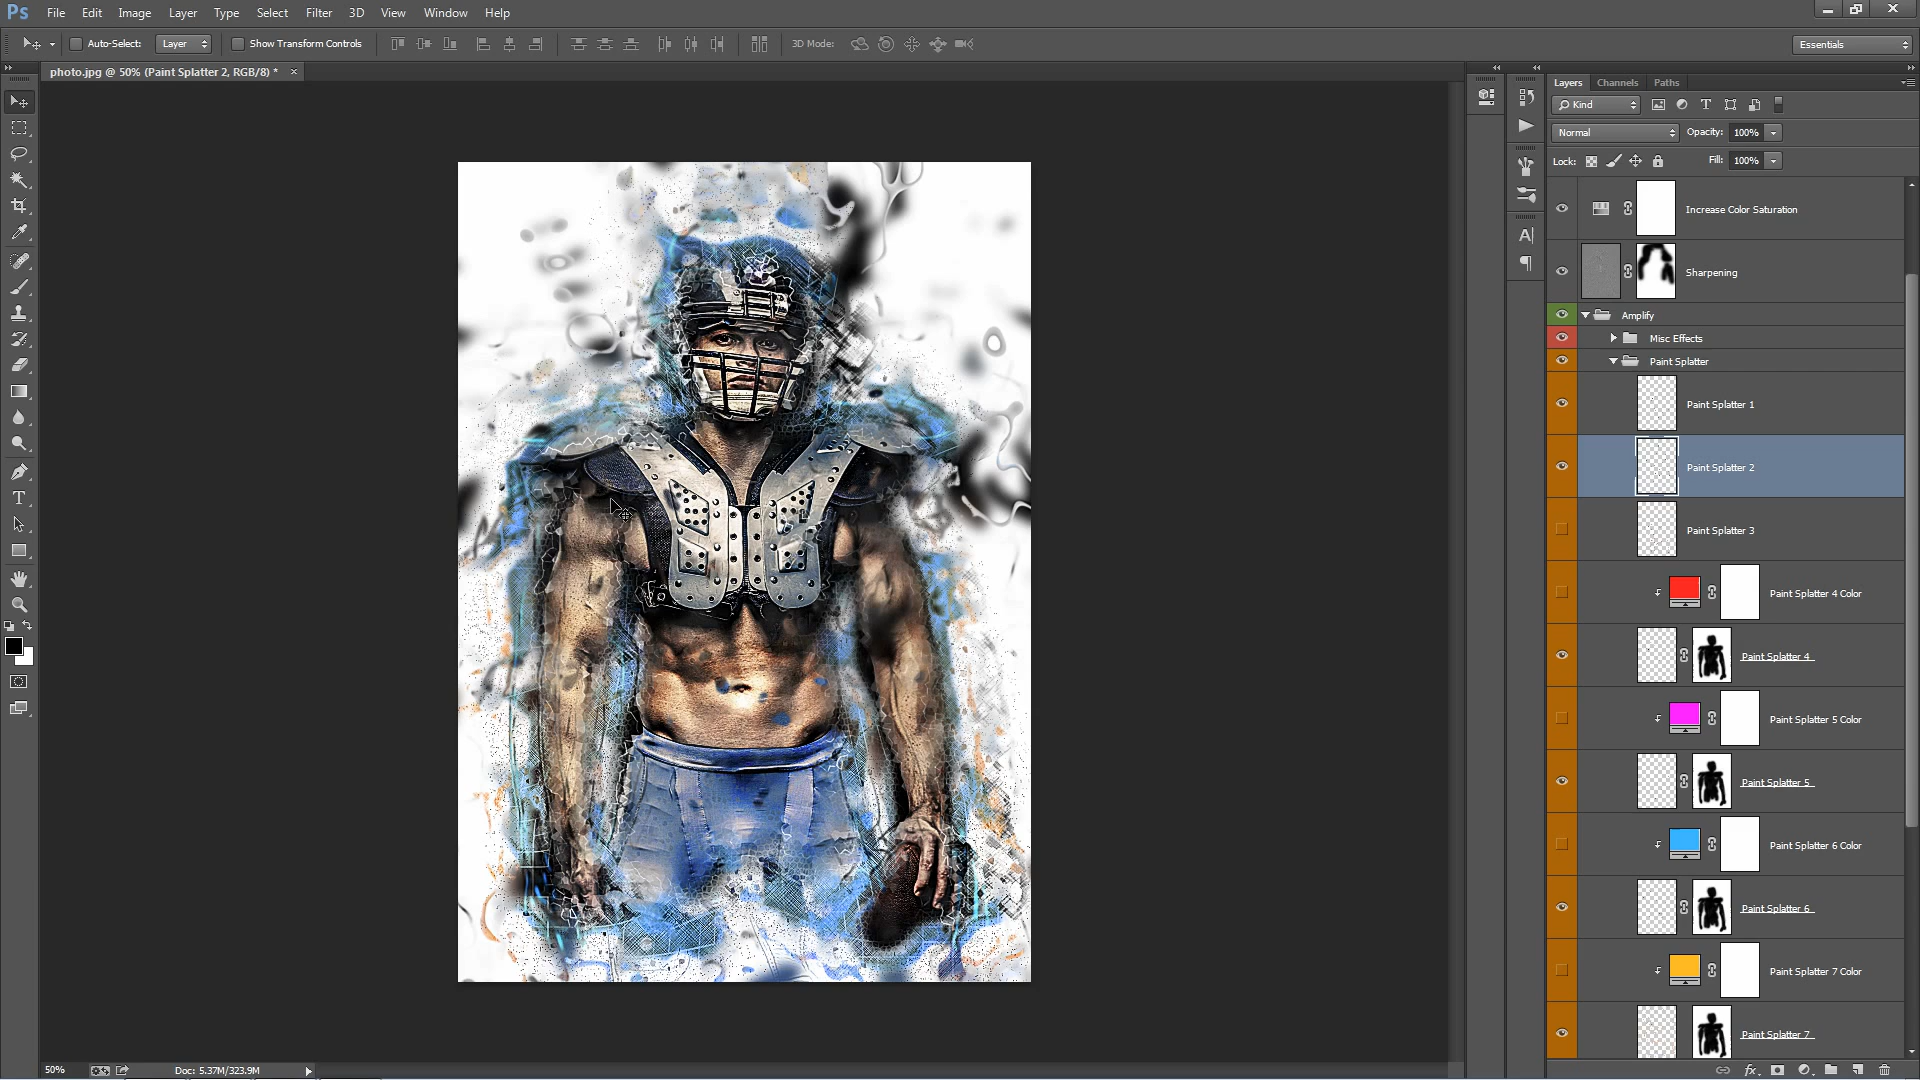 Ps File Edit Image Layer Type Select Filter 3D View Window Help
Auto-Select: Layer Show Transform Controls 3D Mode: Essentials
photo.jpg @ 50% (Paint Splatter 2, RGB/8) * ×
Layers Channels Paths
Kind
Normal Opacity: 100%
Lock: Fill: 100%
Increase Color Saturation
Sharpening
Amplify
Misc Effects
Paint Splatter
Paint Splatter 1
Paint Splatter 2
Paint Splatter 3
Paint Splatter 4 Color
Paint Splatter 4
Paint Splatter 5 Color
Paint Splatter 5
Paint Splatter 6 Color
Paint Splatter 6
Paint Splatter 7 Color
Paint Splatter 7
50% Doc: 5.37M/323.9M